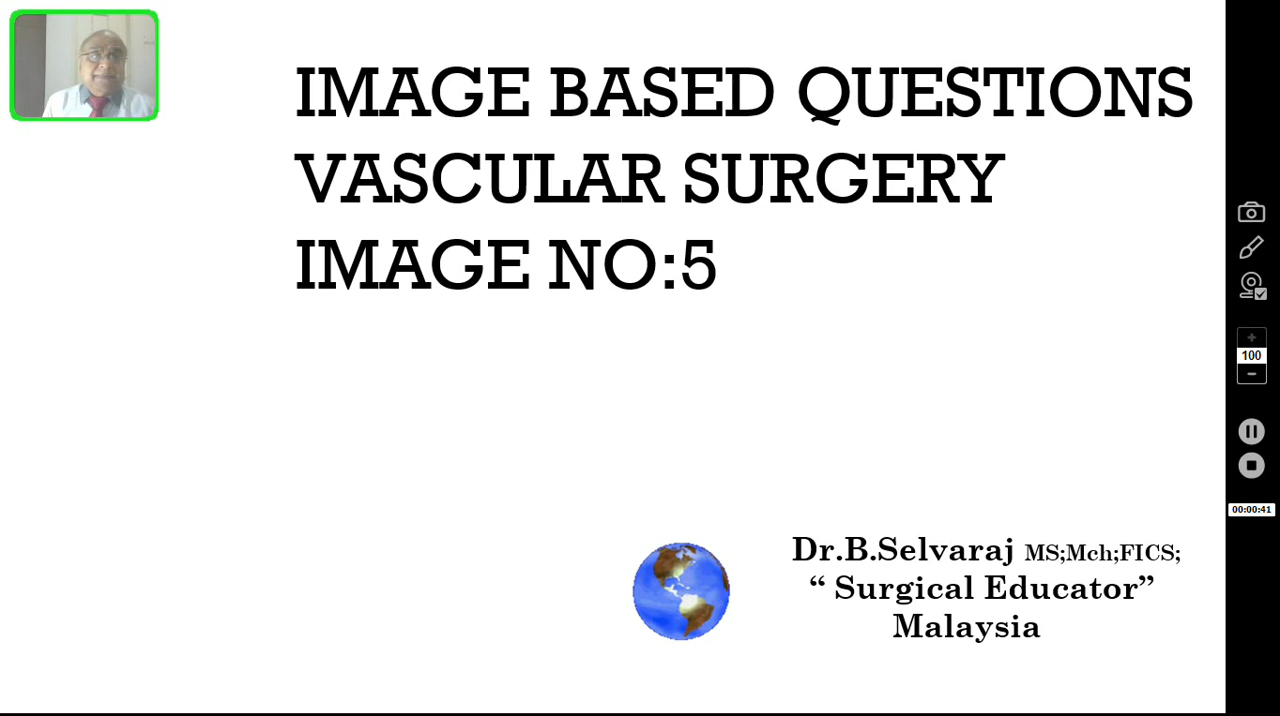 IMAGE BASED QUESTIONS
VASCULAR SURGERY
IMAGE NO:5
100
00:00:41
Dr.B.Selvaraj MS;Mch;FICS;
“ Surgical Educator”
Malaysia